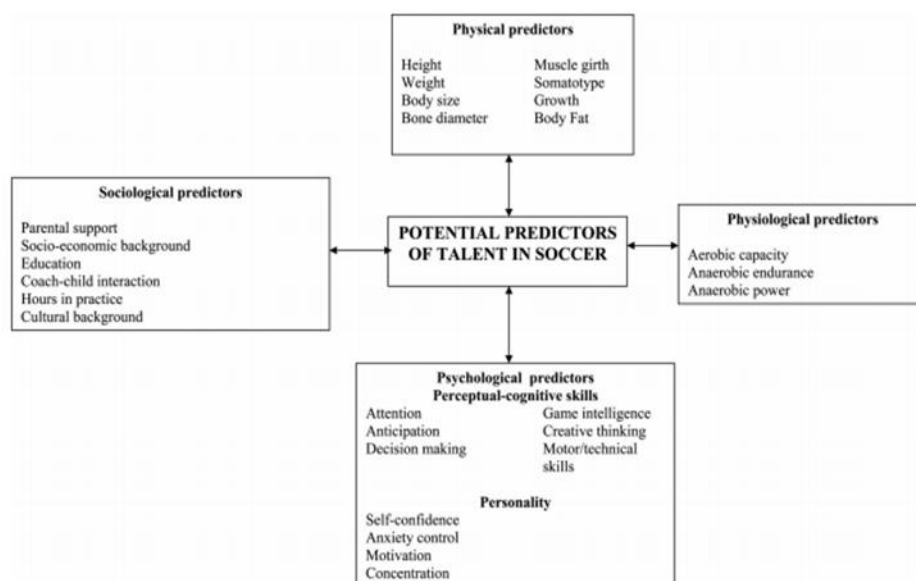 Physical predictors
Height Muscle girth
Weight Somatotype
Body size Growth
Bone diameter Body Fat
Sociological predictors
Parental support
Socio-economic background
Education
Coach-child interaction
Hours in practice
Cultural background
POTENTIAL PREDICTORS
OF TALENT IN SOCCER
Physiological predictors
Aerobic capacity
Anaerobic endurance
Anaerobic power
Psychological predictors
Perceptual-cognitive skills
Attention Game intelligence
Anticipation Creative thinking
Decision making Motor/technical
skills
Personality
Self-confidence
Anxiety control
Motivation
Concentration